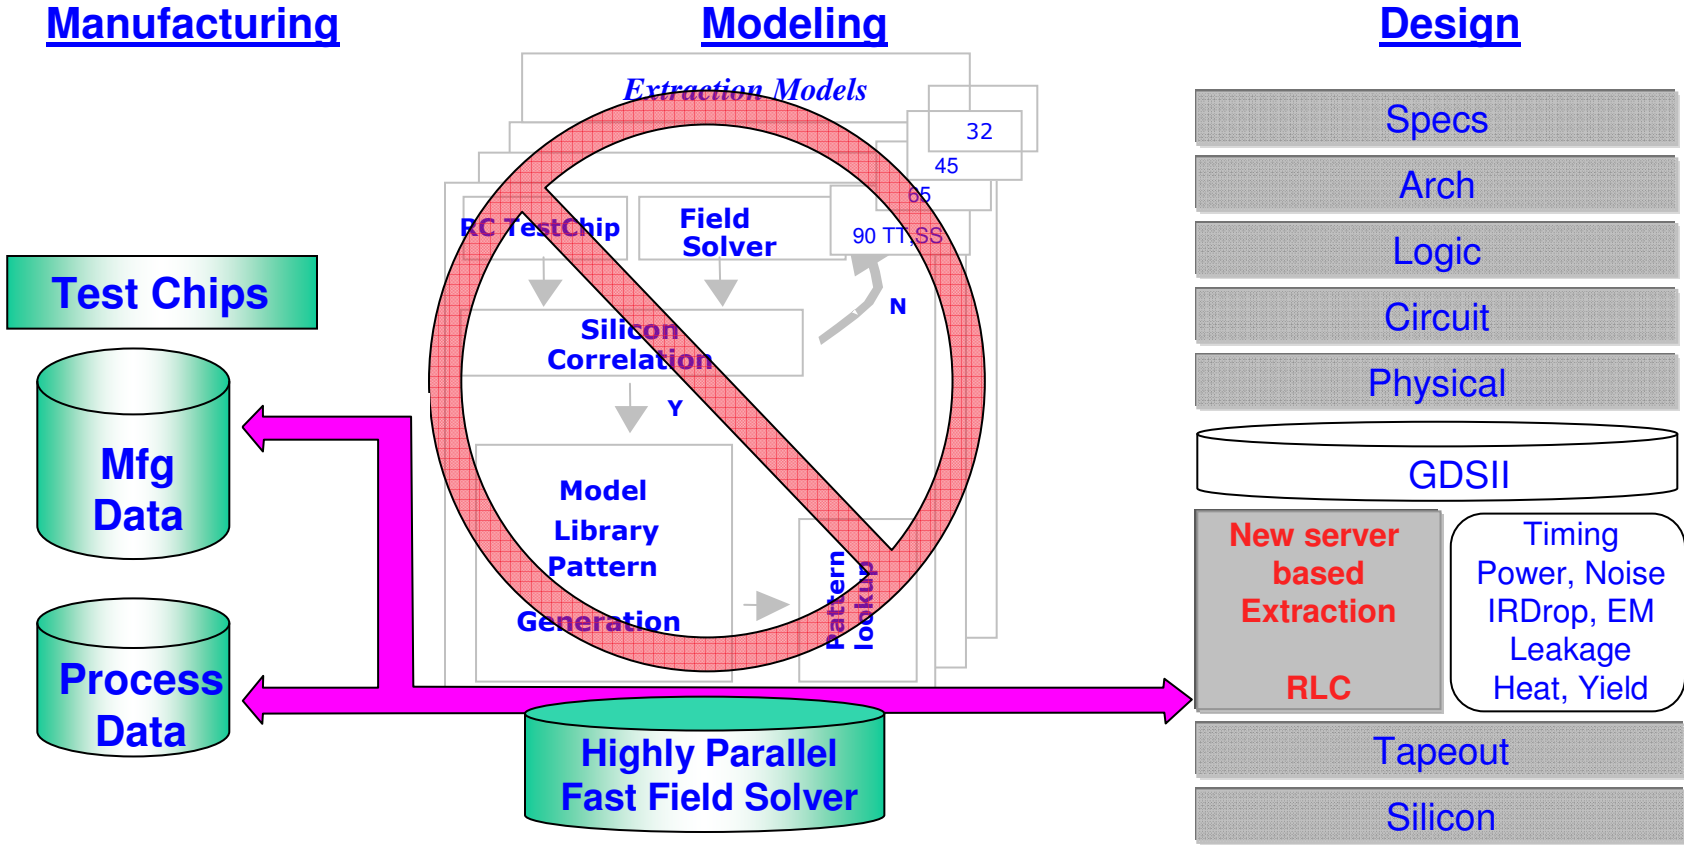 Manufacturing
Modeling
Design
Extraction Models
32
45
65
90 TT,SS
RC TestChip
Field
Solver
N
Silicon
Correlation
Y
Model
Library
Pattern
Generation
Pattern
lookup
Test Chips
Mfg
Data
Process
Data
Highly Parallel
Fast Field Solver
Specs
Arch
Logic
Circuit
Physical
GDSII
New server
based
Extraction
RLC
Timing
Power, Noise
IRDrop, EM
Leakage
Heat, Yield
Tapeout
Silicon